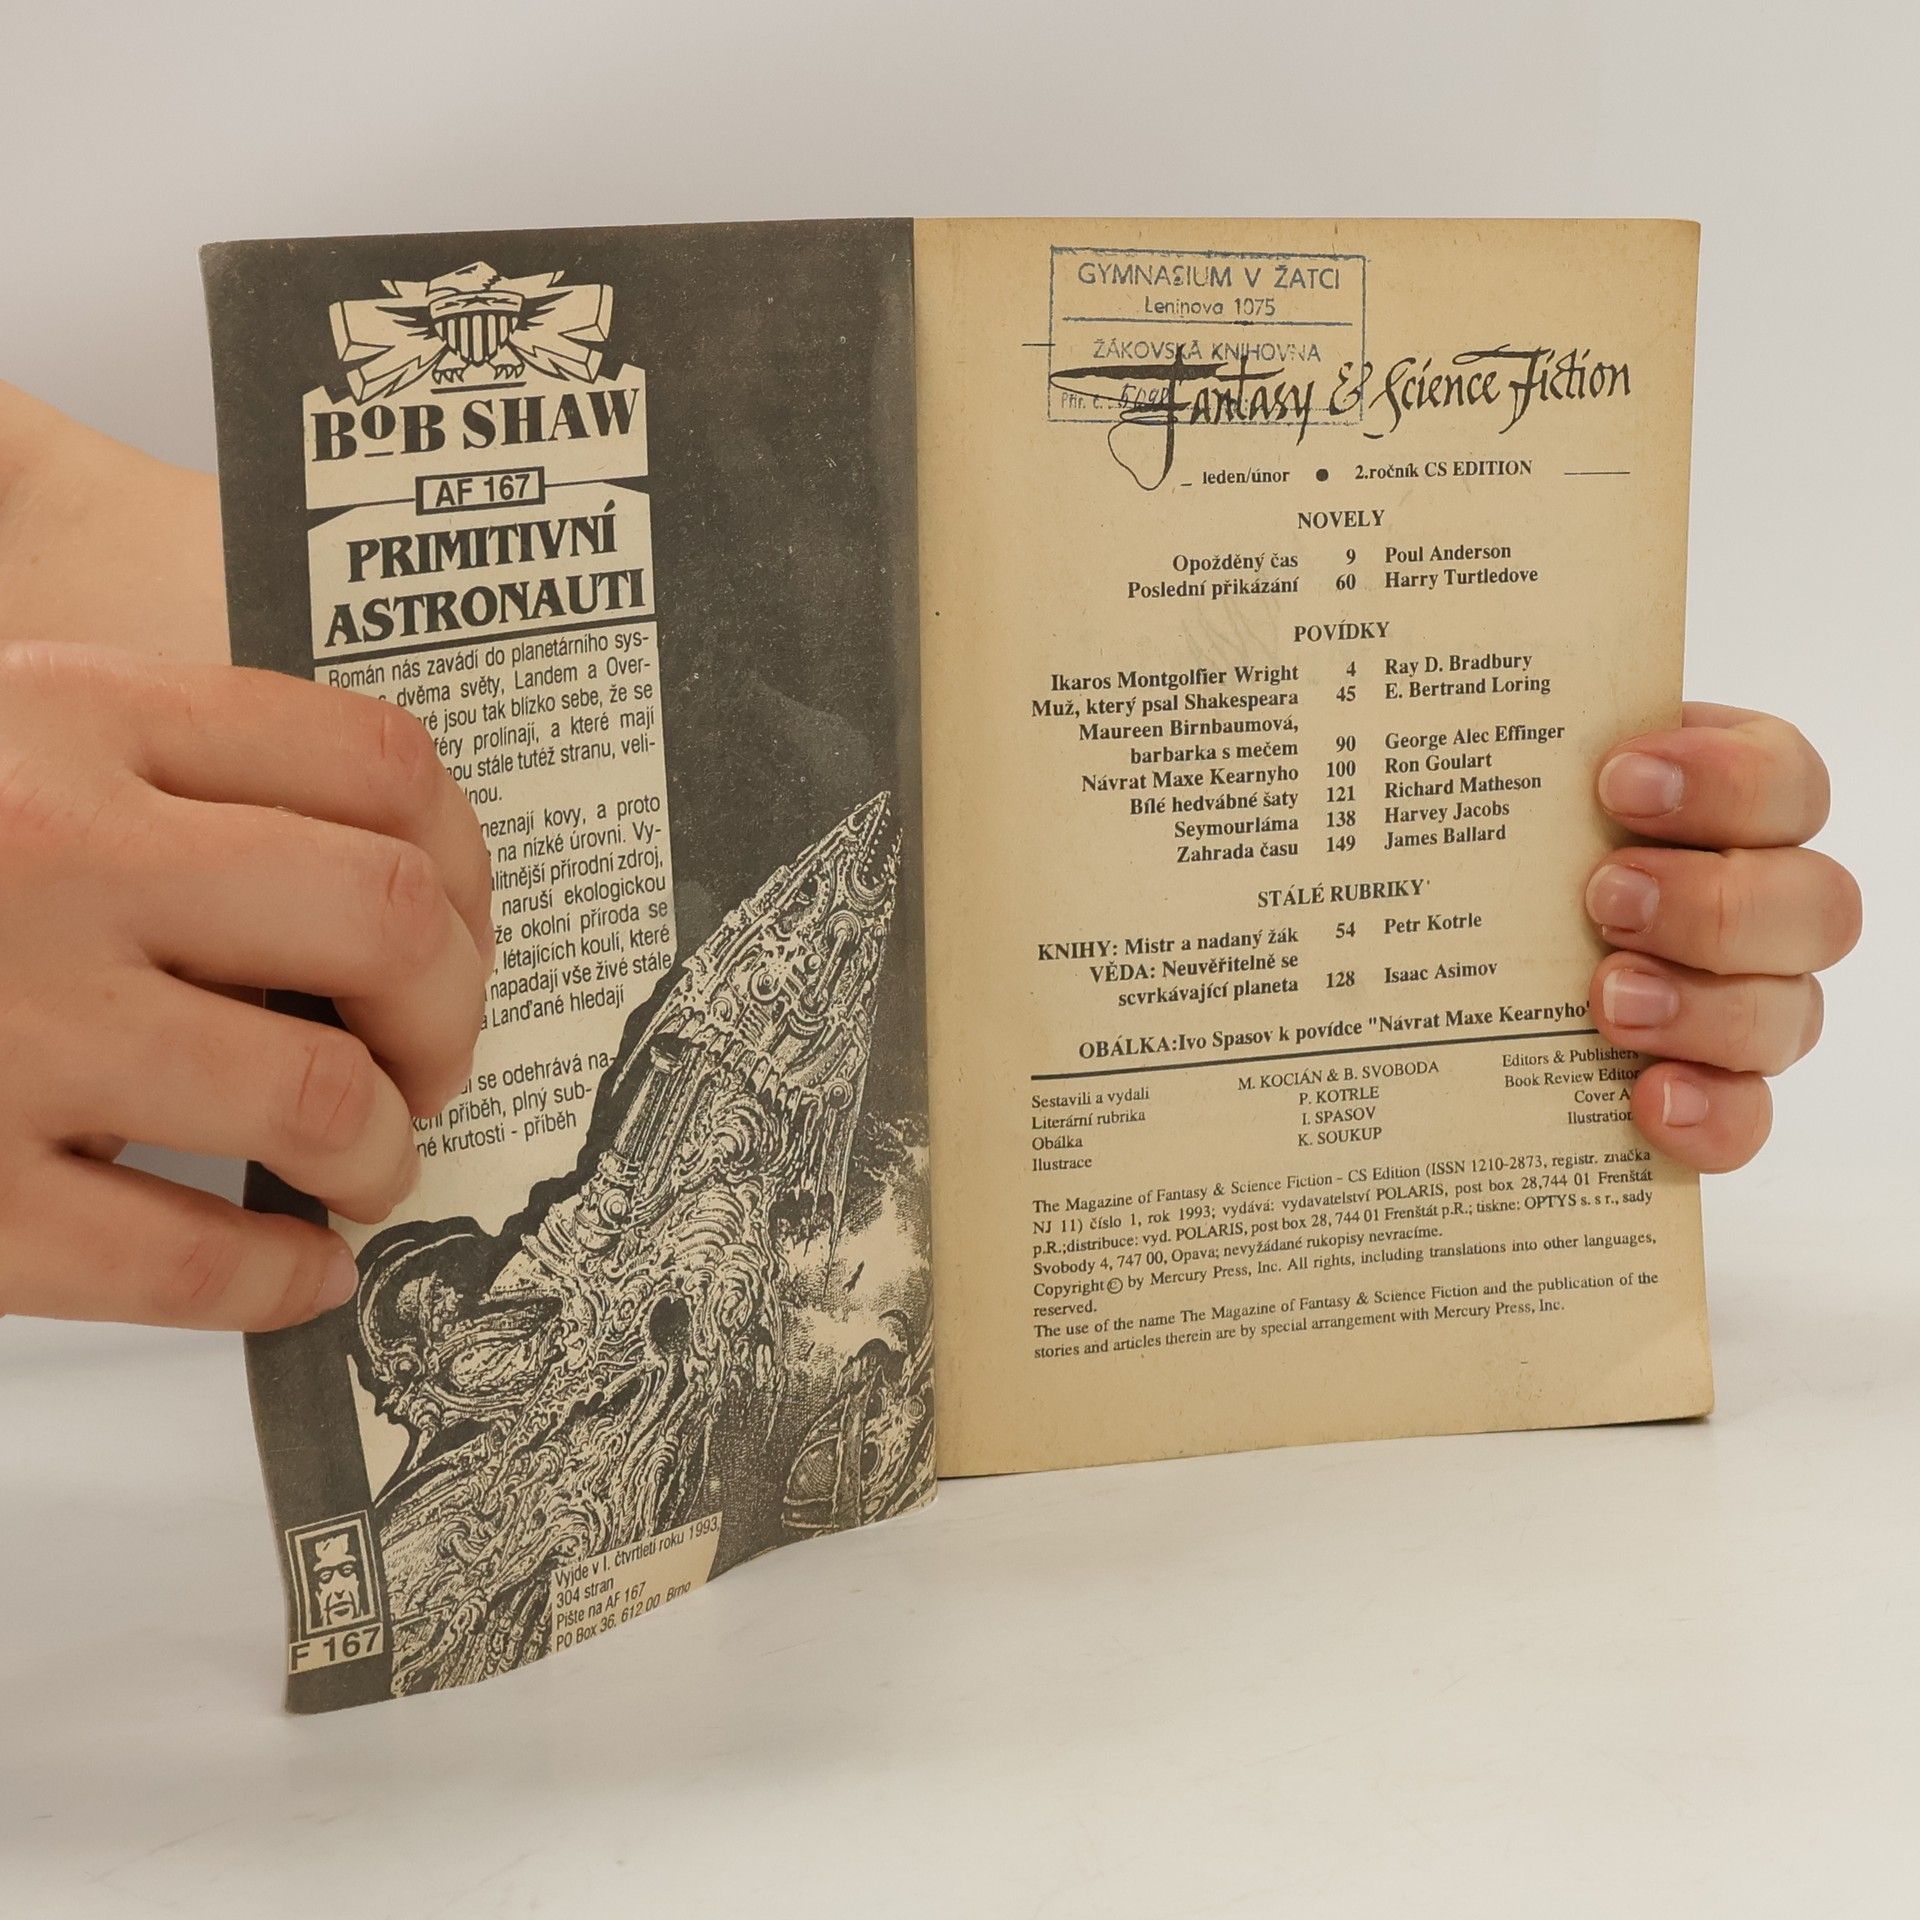 BOB SHAW
AF 167
PRIMITIVNÍ
ASTRONAUTI
Román nás zavádí do planetárního sys-
dvěma světy, Landem a Over-
jsou tak blízko sebe, že se
prolínají, a které mají
stále tutéž stranu, veli-
neznají kovy, a proto
na nízké úrovni. Vy-
přírodní zdroj,
naruší ekologickou
že okolní příroda se
létajících koulí, které
napadají vše živé stále
Lanďané hledají
se odehrává na-
příběh, plný sub-
krutosti - příběh
F 167
Vyjde v I. čtvrtletí roku 1993,
304 stran
Pište na AF 167
PO Box 36, 612 00 Brno
GYMNASIUM V ŽATCI
Leninova 1075
ŽÁKOVSKÁ KNIHOVNA
Přír. č.
Fantasy & Science Fiction
leden/únor ● 2.ročník CS EDITION
NOVELY
Opožděný čas 9 Poul Anderson
Poslední přikázání 60 Harry Turtledove
POVÍDKY
Ikaros Montgolfier Wright 4 Ray D. Bradbury
Muž, který psal Shakespeara 45 E. Bertrand Loring
Maureen Birnbaumová,
barbarka s mečem 90 George Alec Effinger
Návrat Maxe Kearnyho 100 Ron Goulart
Bílé hedvábné šaty 121 Richard Matheson
Seymourláma 138 Harvey Jacobs
Zahrada času 149 James Ballard
STÁLÉ RUBRIKY
KNIHY: Mistr a nadaný žák 54 Petr Kotrle
VĚDA: Neuvěřitelně se
scvrkávající planeta 128 Isaac Asimov
OBÁLKA:Ivo Spasov k povídce "Návrat Maxe Kearnyho"
Sestavili a vydali M. KOCIÁN & B. SVOBODA Editors & Publishers
Literární rubrika P. KOTRLE Book Review Editor
Obálka I. SPASOV Cover
Ilustrace K. SOUKUP
The Magazine of Fantasy & Science Fiction - CS Edition (ISSN 1210-2873, registr. značka
NJ 11) číslo 1, rok 1993; vydává: vydavatelství POLARIS, post box 28,744 01 Frenštát
p.R.;distribuce: vyd. POLARIS, post box 28, 744 01 Frenštát p.R.; tiskne: OPTYS s. s r., sady
Svobody 4, 747 00, Opava; nevyžádané rukopisy nevracíme.
Copyright © by Mercury Press, Inc. All rights, including translations into other languages,
reserved.
The use of the name The Magazine of Fantasy & Science Fiction and the publication of the
stories and articles therein are by special arrangement with Mercury Press, Inc.